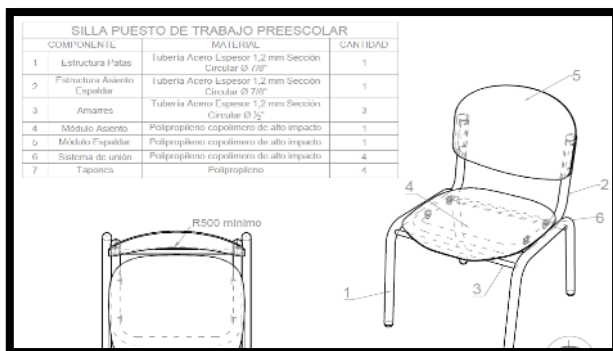 SILLA PUESTO DE TRABAJO PREESCOLAR
COMPONENTE MATERIAL CANTIDAD
1 Estructura Patas Tubería Acero Espesor 1,2 mm Sección Circular Ø 7/8" 1
2 Estructura Asiento Espaldar Tubería Acero Espesor 1,2 mm Sección Circular Ø 7/8" 1
3 Amarres Tubería Acero Espesor 1,2 mm Sección Circular Ø ½" 3
4 Módulo Asiento Polipropileno copolimero de alto impacto 1
5 Módulo Espaldar Polipropileno copolimero de alto impacto 1
6 Sistema de unión Polipropileno copolimero de alto impacto 4
7 Tapones Polipropileno 4
5
2
4
6
R500 mínimo
3
1